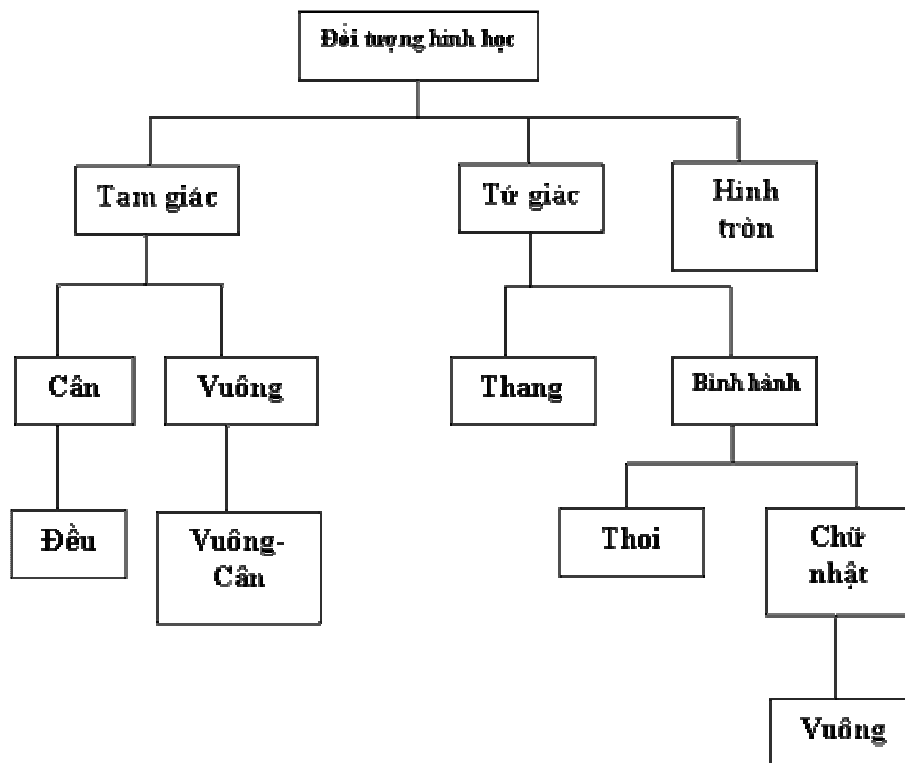 Đối tượng hình học
Tam giác
Tứ giác
Hình
tròn
Cân
Vuông
Thang
Bình hành
Đều
Vuông-
Cân
Thoi
Chữ
nhật
Vuông